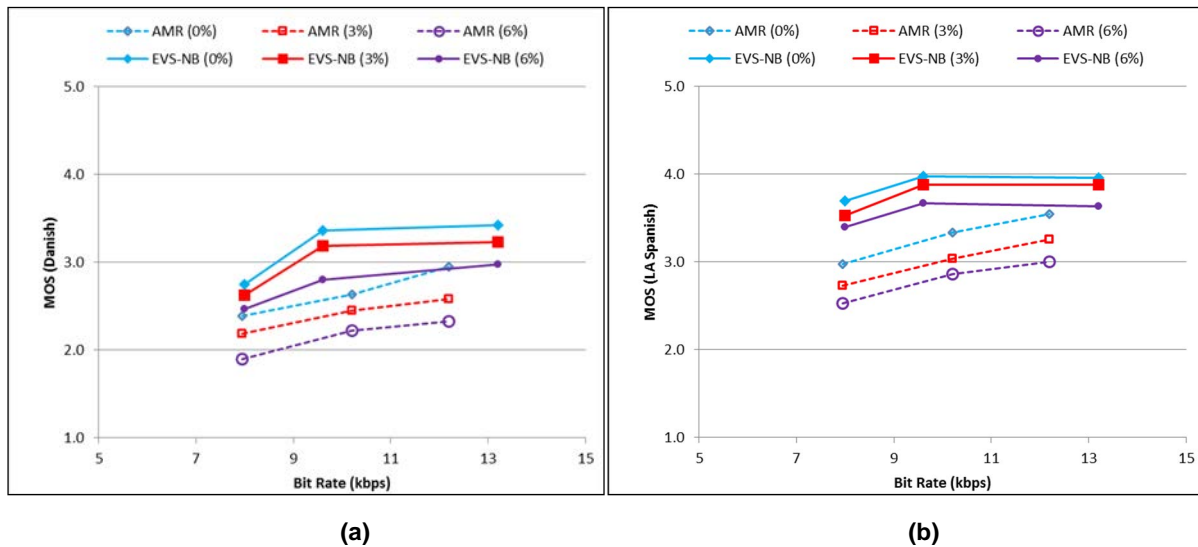 AMR (0%) AMR (3%) AMR (6%)
EVS-NB (0%) EVS-NB (3%) EVS-NB (6%)
5.0
4.0
3.0
2.0
1.0
MOS (Danish)
5 7 9 11 13 15
Bit Rate (kbps)
(a)
AMR (0%) AMR (3%) AMR (6%)
EVS-NB (0%) EVS-NB (3%) EVS-NB (6%)
5.0
4.0
3.0
2.0
1.0
MOS (LA Spanish)
5 7 9 11 13 15
Bit Rate (kbps)
(b)